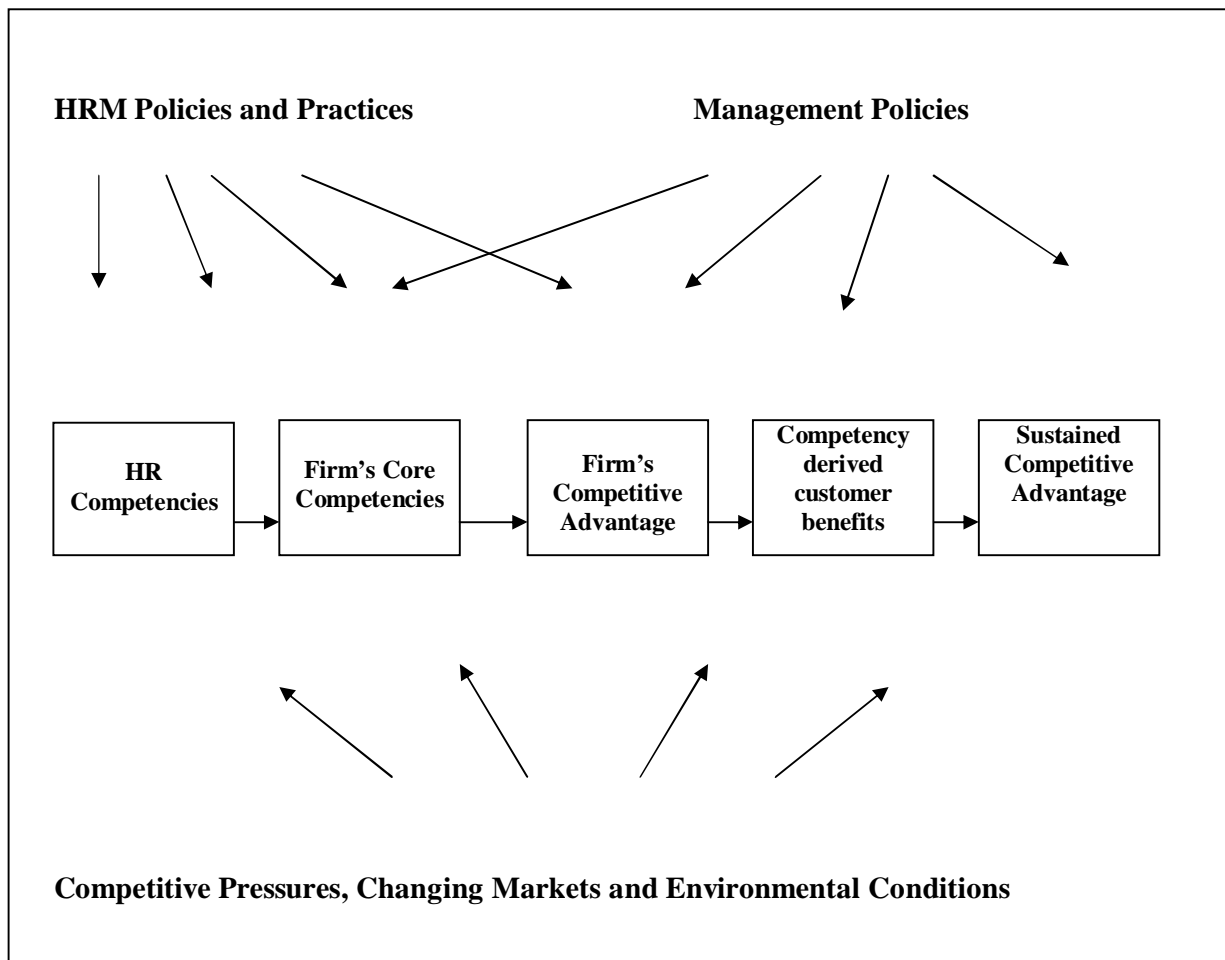 HRM Policies and Practices
Management Policies
HR
Competencies
Firm’s Core
Competencies
Firm’s
Competitive
Advantage
Competency
derived
customer
benefits
Sustained
Competitive
Advantage
Competitive Pressures, Changing Markets and Environmental Conditions